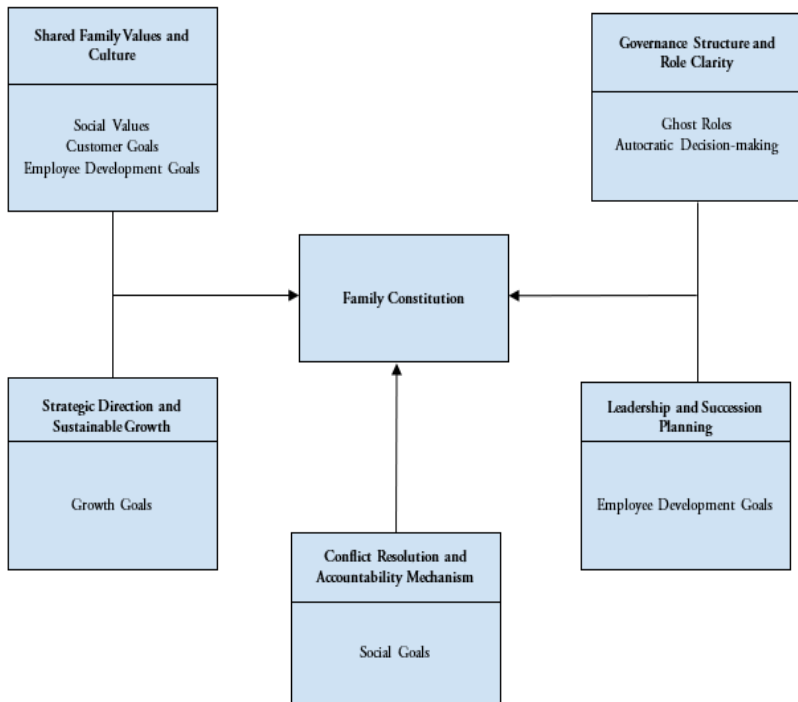 Shared Family Values and
Culture
Social Values
Customer Goals
Employee Development Goals
Governance Structure and
Role Clarity
Ghost Roles
Autocratic Decision-making
Family Constitution
Strategic Direction and
Sustainable Growth
Growth Goals
Leadership and Succession
Planning
Employee Development Goals
Conflict Resolution and
Accountability Mechanism
Social Goals